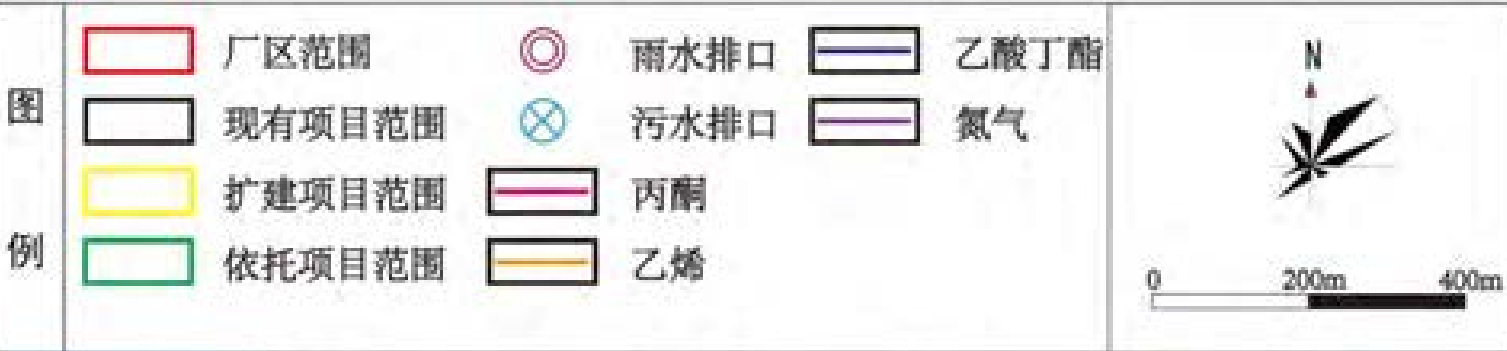 图例
厂区范围
现有项目范围
扩建项目范围
依托项目范围
雨水排口
污水排口
丙酮
乙烯
乙酸丁酯
氮气
N
0 200m 400m